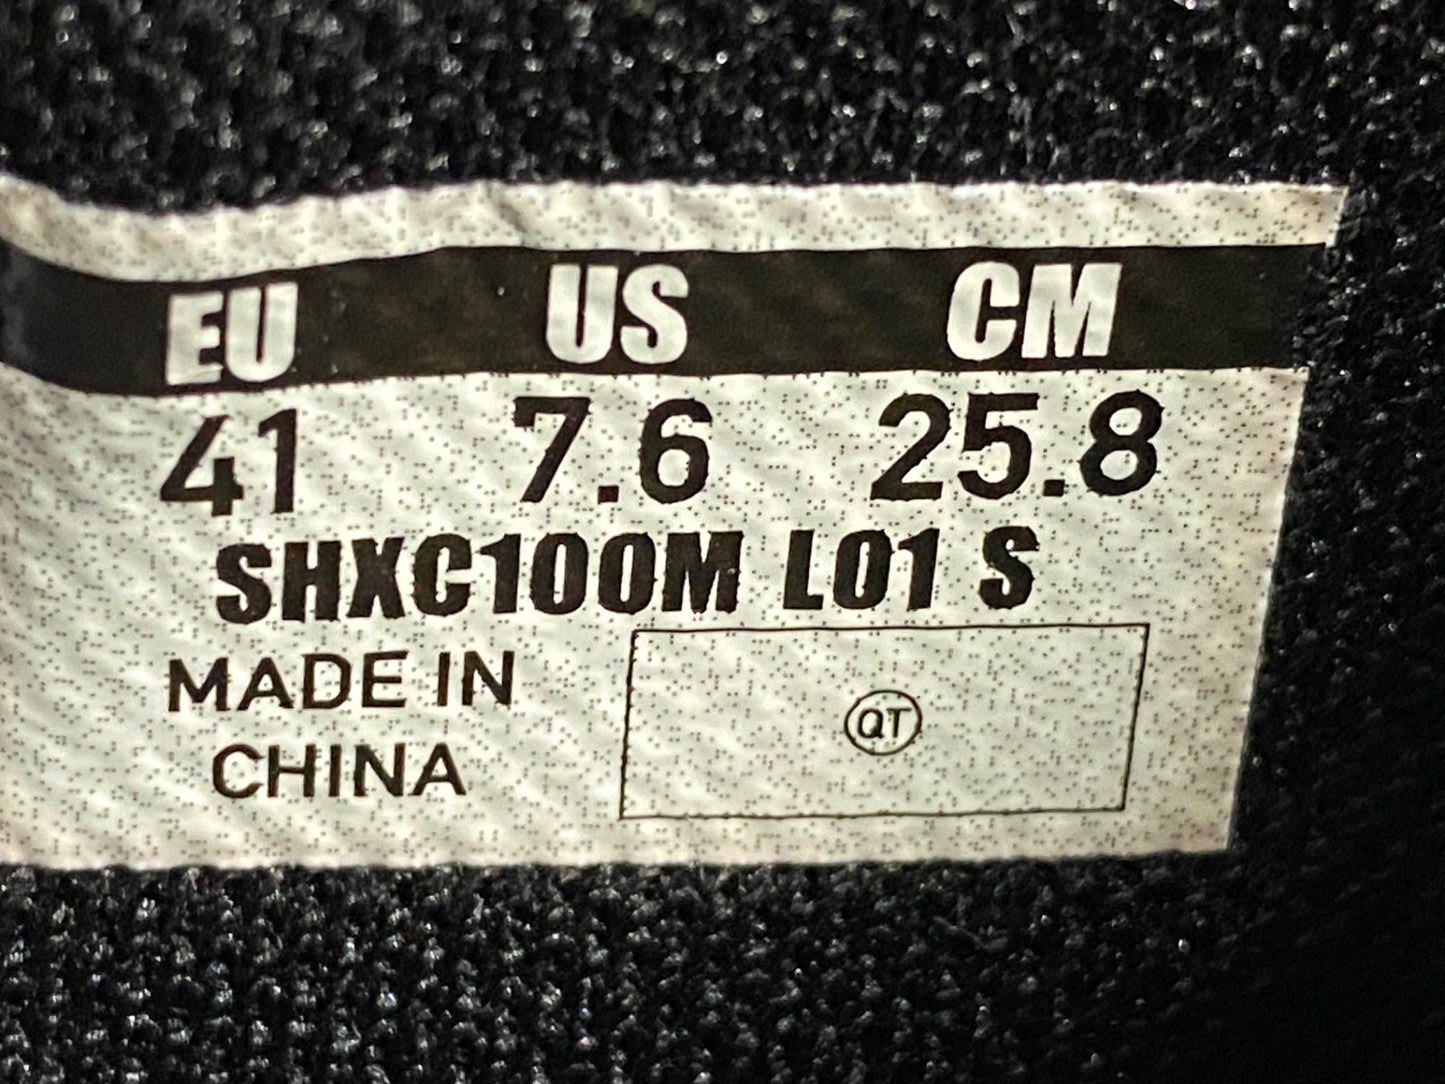 EU US CM
41 7.6 25.8
SHXC100M L01 S
MADE IN
CHINA
QT